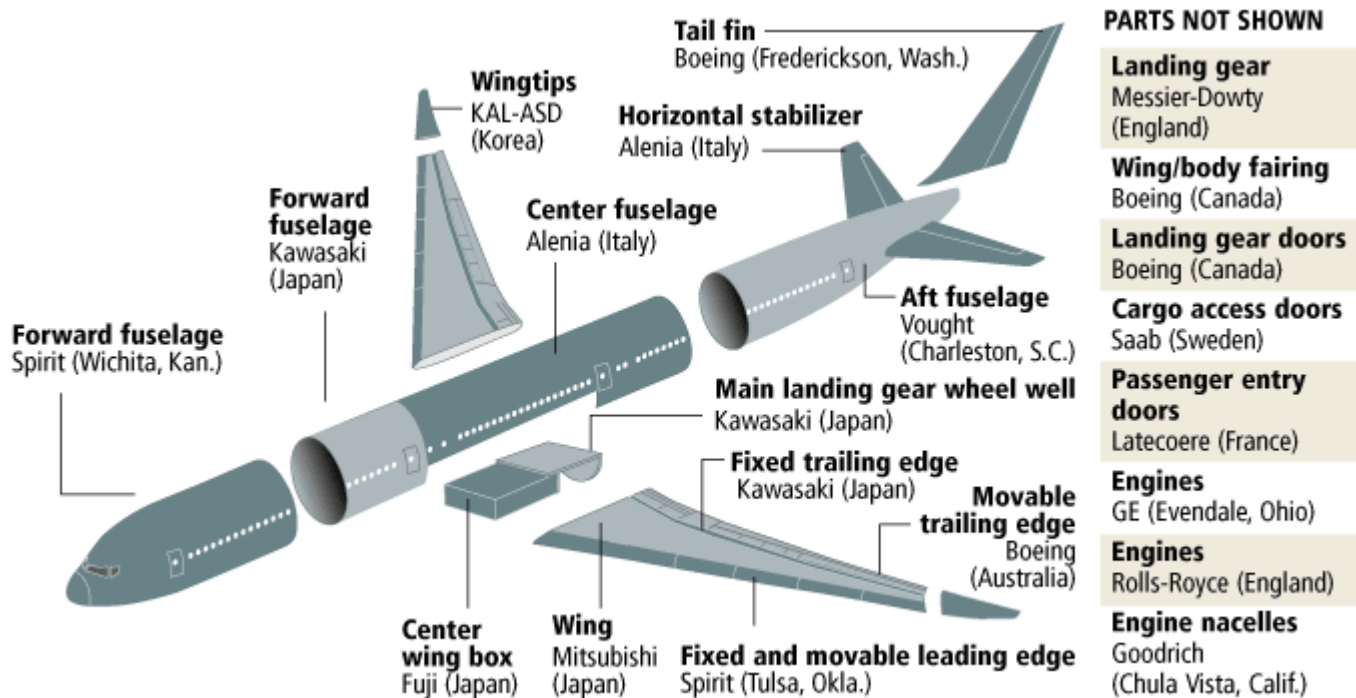 Tail fin
Boeing (Frederickson, Wash.)
Wingtips
KAL-ASD
(Korea)
Horizontal stabilizer
Alenia (Italy)
Forward
fuselage
Kawasaki
(Japan)
Center fuselage
Alenia (Italy)
Forward fuselage
Spirit (Wichita, Kan.)
Aft fuselage
Vought
(Charleston, S.C.)
Main landing gear wheel well
Kawasaki (Japan)
Fixed trailing edge
Kawasaki (Japan)
Movable
trailing edge
Boeing
(Australia)
Center
wing box
Fuji (Japan)
Wing
Mitsubishi
(Japan)
Fixed and movable leading edge
Spirit (Tulsa, Okla.)
PARTS NOT SHOWN
Landing gear
Messier-Dowty
(England)
Wing/body fairing
Boeing (Canada)
Landing gear doors
Boeing (Canada)
Cargo access doors
Saab (Sweden)
Passenger entry
doors
Latecoere (France)
Engines
GE (Evendale, Ohio)
Engines
Rolls-Royce (England)
Engine nacelles
Goodrich
(Chula Vista, Calif.)